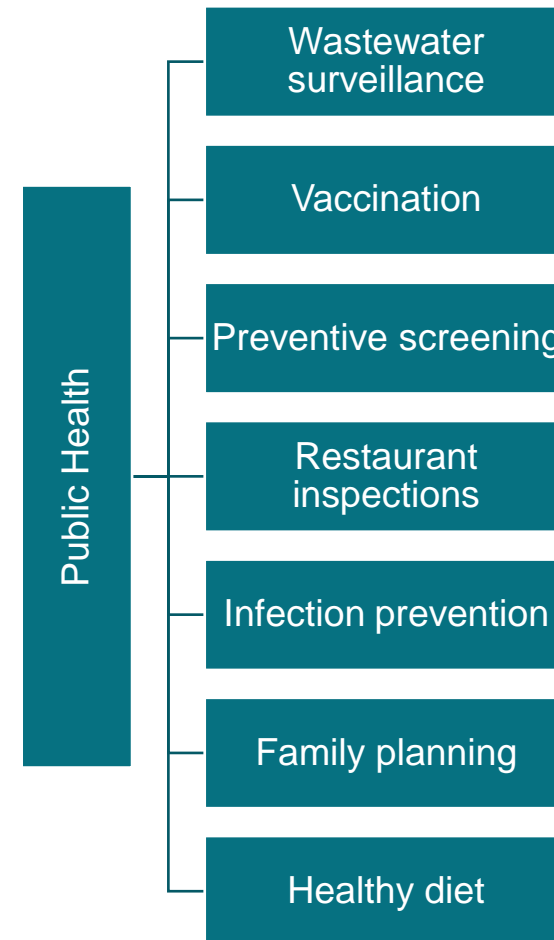 Public Health
Wastewater
surveillance
Vaccination
Preventive screening
Restaurant
inspections
Infection prevention
Family planning
Healthy diet